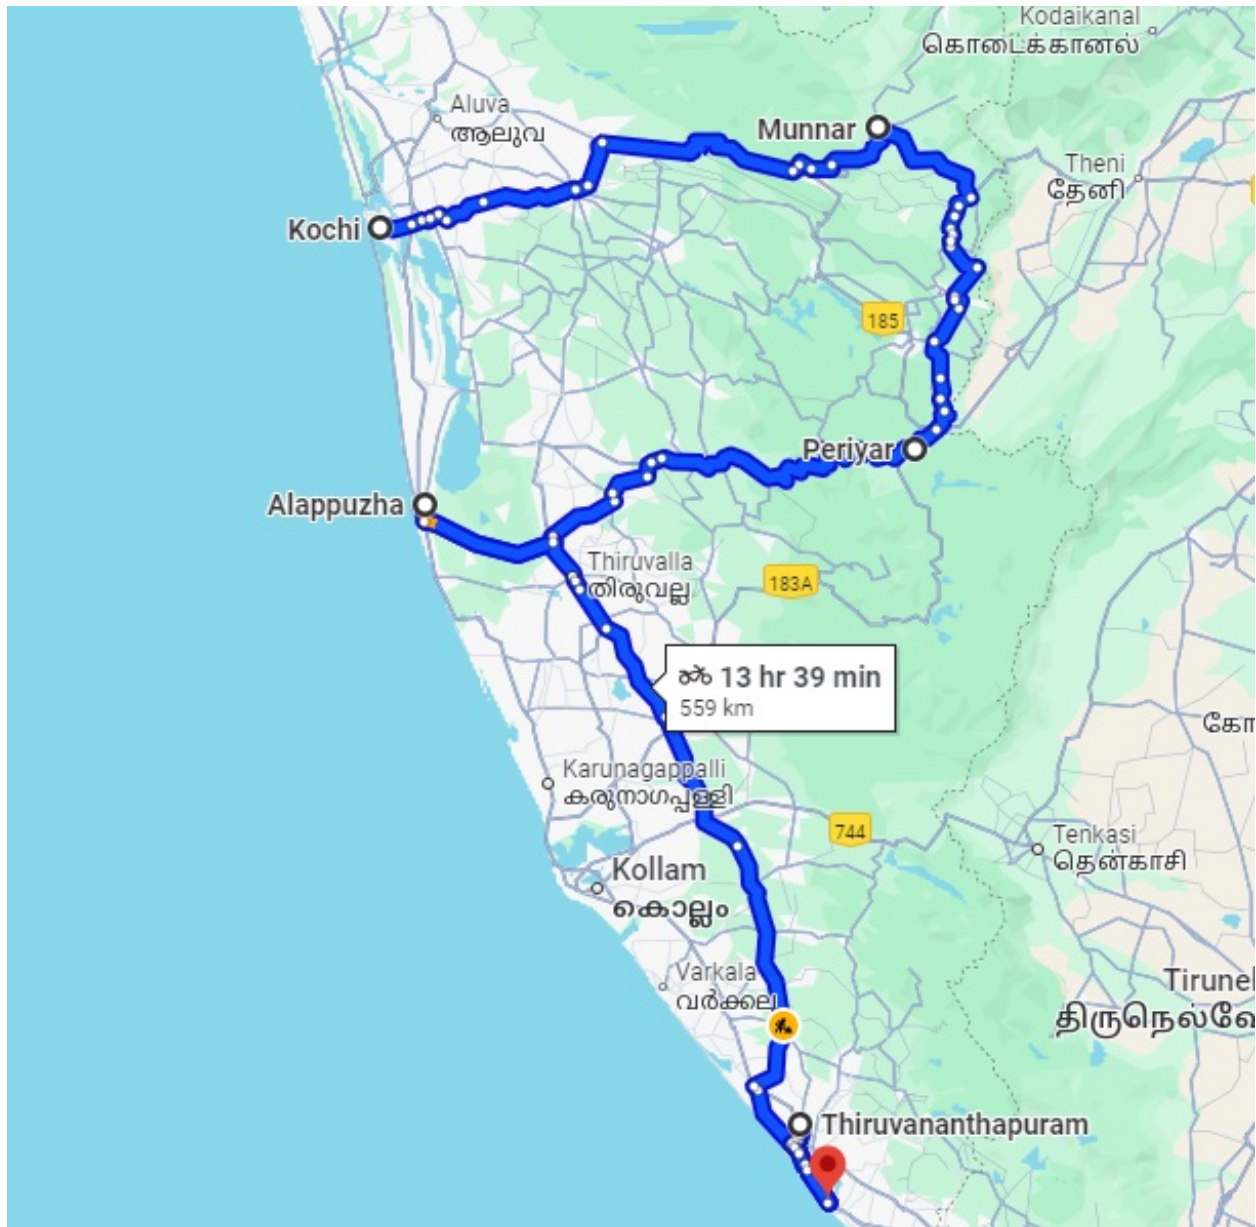 Kodaikanal
கொடைக்கானல்
Aluva
ആലുവ
Munnar
Theni
தேனி
Kochi
185
Periyar
Alappuzha
Thiruvalla
തിരുവല്ല
183A
13 hr 39 min
559 km
Karunagappalli
കരുനാഗപ്പള്ളി
744
Tenkasi
தென்காசி
Kollam
കൊല്ലം
Varkala
വർക്കല
Thiruvananthapuram